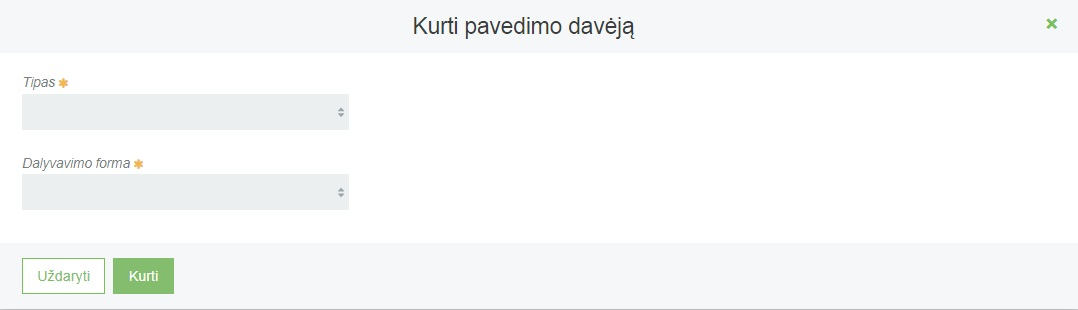 Kurti pavedimo davėją
Tipas
Dalyvavimo forma
Uždaryti Kurti